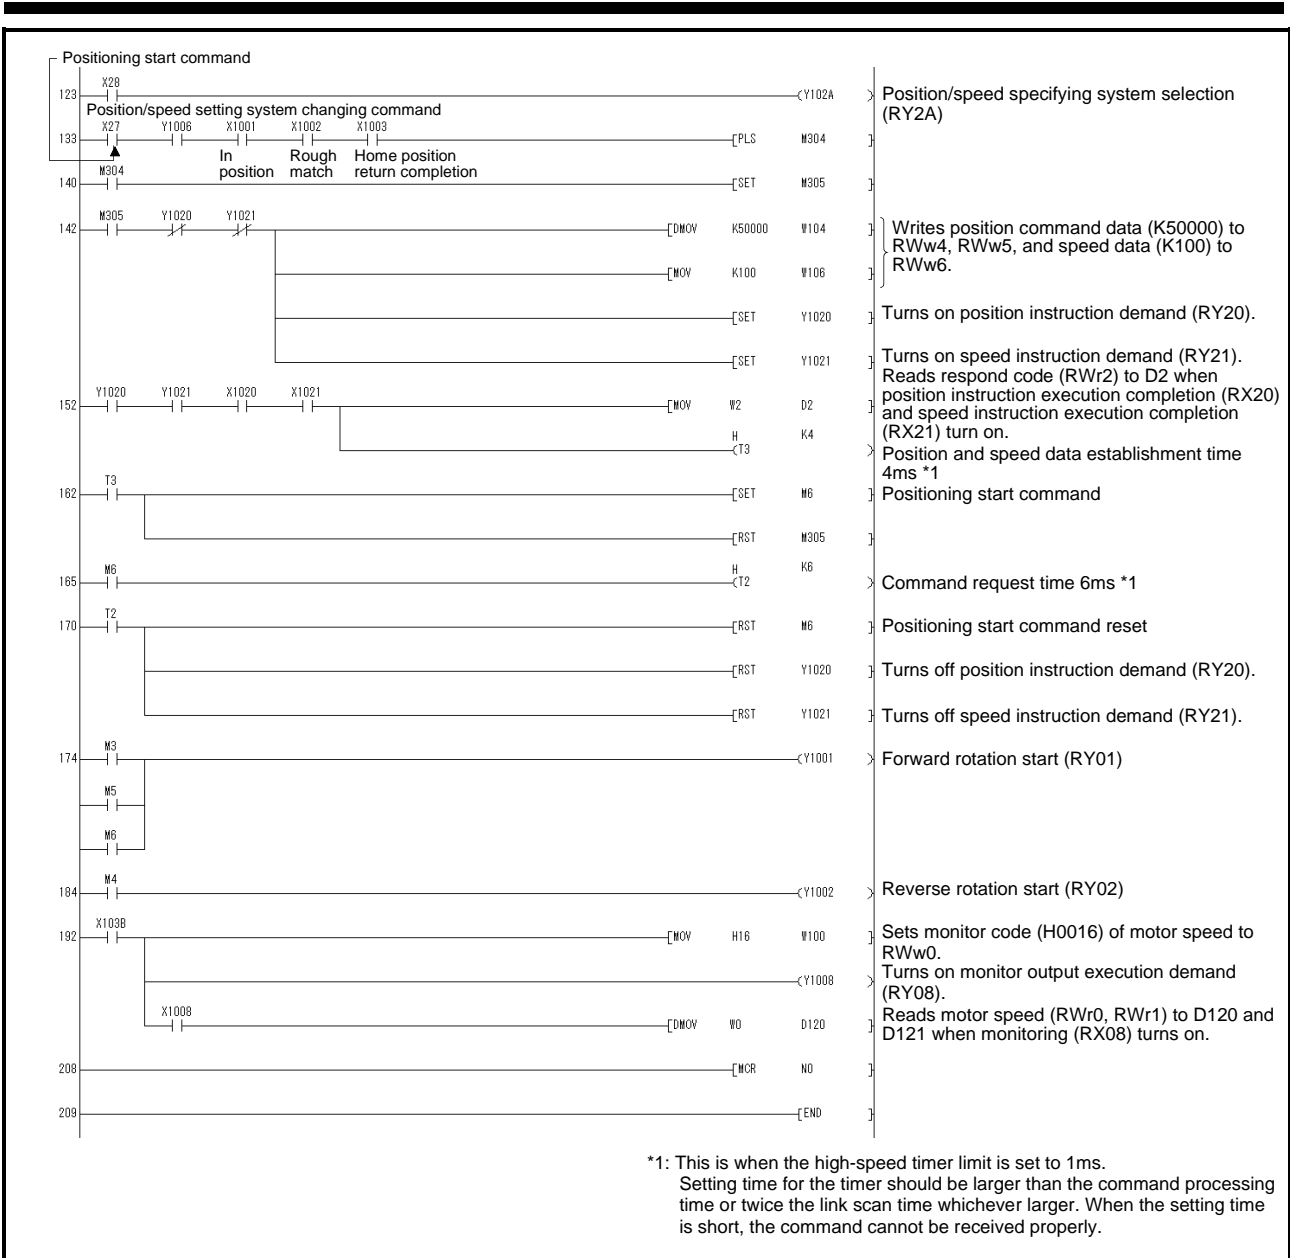 Positioning start command
X28
123 (Y102A ) Position/speed specifying system selection
(RY2A)
Position/speed setting system changing command
X27 Y1006 X1001 X1002 X1003
133 [PLS M304 ]
In Rough Home position
position match return completion
M304
140 [SET M305 ]
M305 Y1020 Y1021
142 [DMOV K50000 W104 ] Writes position command data (K50000) to
RWw4, RWw5, and speed data (K100) to
RWw6.
[MOV K100 W106 ]
[SET Y1020 ] Turns on position instruction demand (RY20).
[SET Y1021 ] Turns on speed instruction demand (RY21).
Reads respond code (RWr2) to D2 when
position instruction execution completion (RX20)
and speed instruction execution completion
(RX21) turn on.
Y1020 Y1021 X1020 X1021
152 [MOV W2 D2 ]
H K4
(T3 ) Position and speed data establishment time
4ms *1
T3
162 [SET M6 ] Positioning start command
[RST M305 ]
M6 H K6
165 (T2 ) Command request time 6ms *1
T2
170 [RST M6 ] Positioning start command reset
[RST Y1020 ] Turns off position instruction demand (RY20).
[RST Y1021 ] Turns off speed instruction demand (RY21).
M3
174 (Y1001 ) Forward rotation start (RY01)
M5
M6
M4
184 (Y1002 ) Reverse rotation start (RY02)
X103B
192 [MOV H16 W100 ] Sets monitor code (H0016) of motor speed to
RWw0.
(Y1008 ) Turns on monitor output execution demand
(RY08).
X1008
[DMOV W0 D120 ] Reads motor speed (RWr0, RWr1) to D120 and
D121 when monitoring (RX08) turns on.
208 [MCR N0 ]
209 [END ]
*1: This is when the high-speed timer limit is set to 1ms.
Setting time for the timer should be larger than the command processing
time or twice the link scan time whichever larger. When the setting time
is short, the command cannot be received properly.